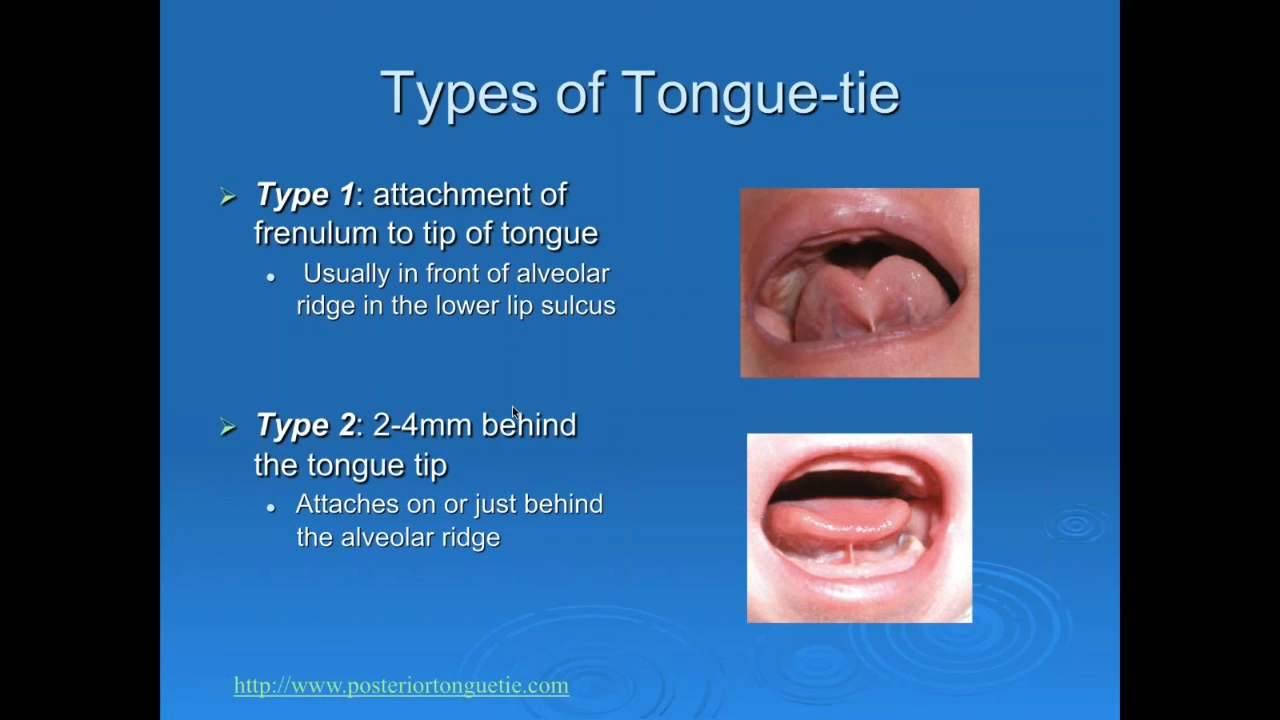 Types of Tongue-tie
Type 1: attachment of
frenulum to tip of tongue
Usually in front of alveolar
ridge in the lower lip sulcus
Type 2: 2-4mm behind
the tongue tip
Attaches on or just behind
the alveolar ridge
http://www.posteriortonguetie.com